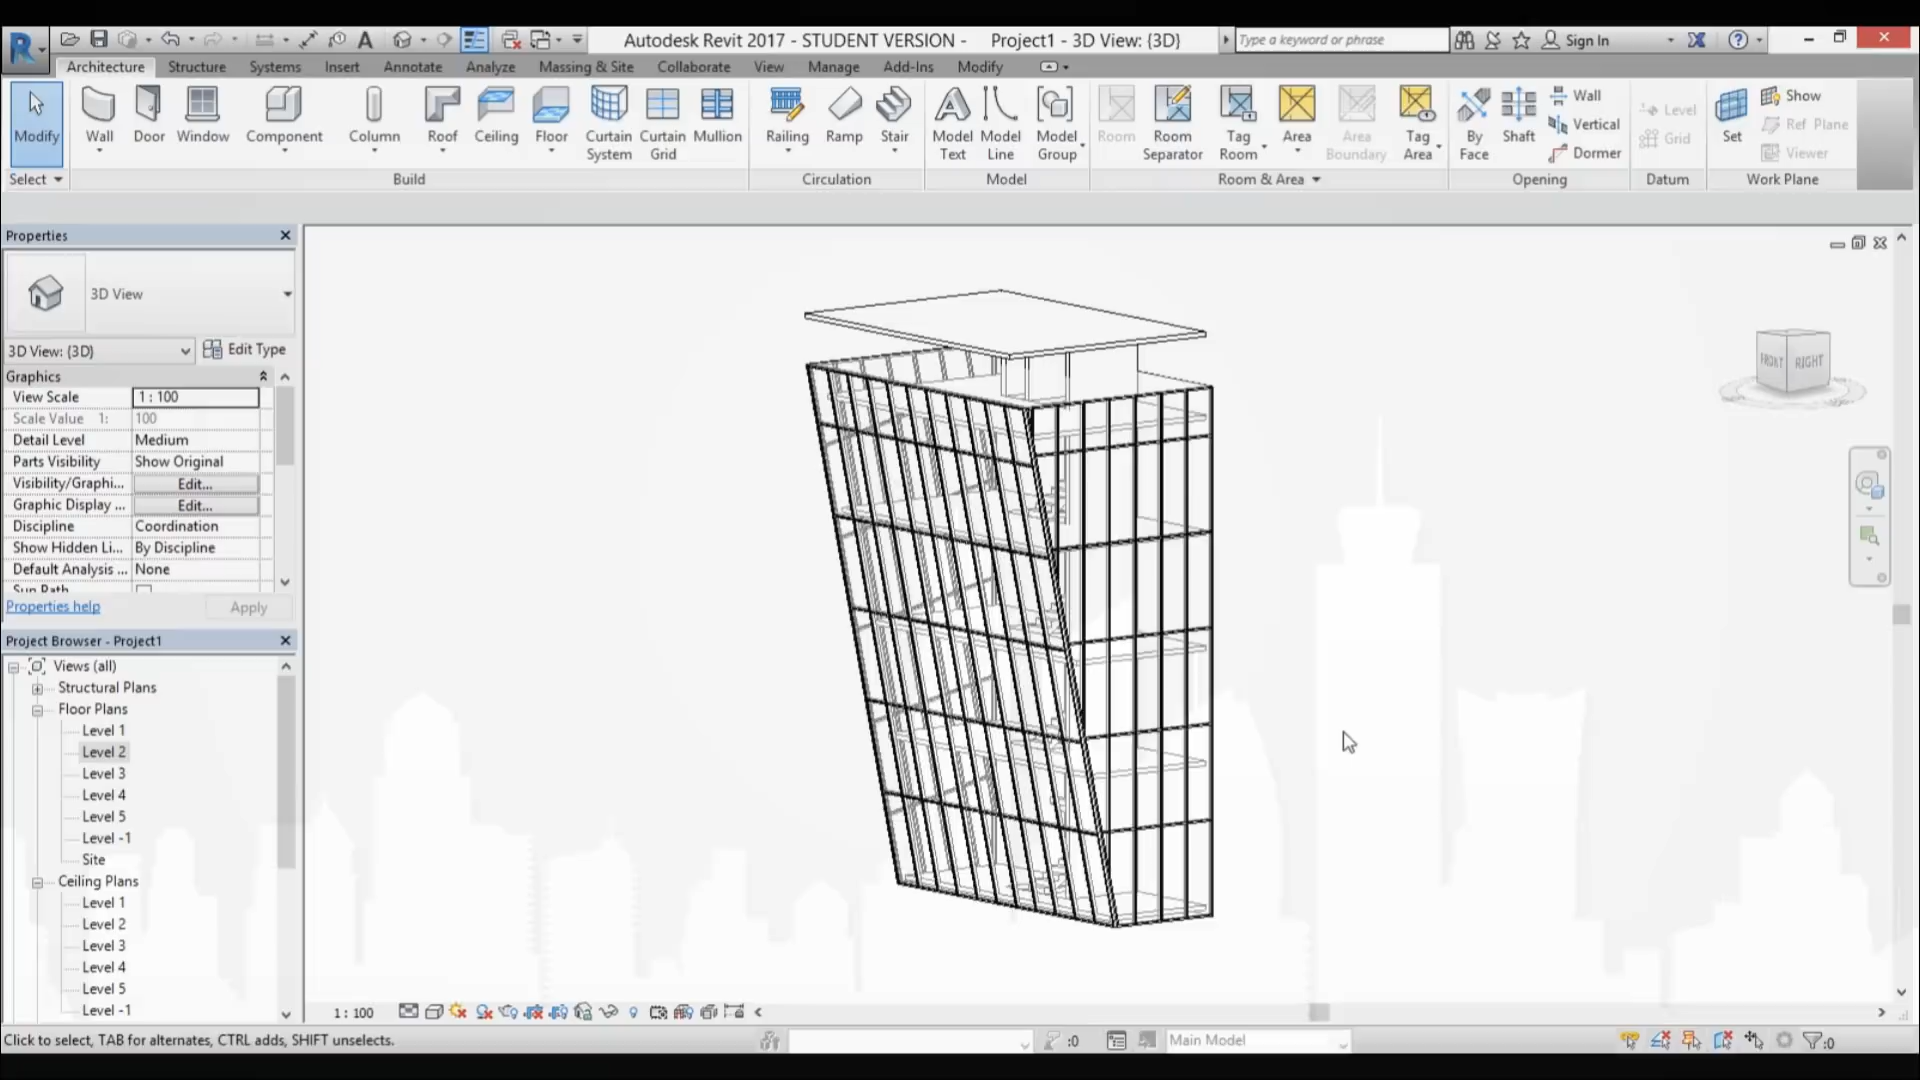 Autodesk Revit 2017 - STUDENT VERSION - Project1 - 3D View: {3D}
Type a keyword or phrase
Sign In
Architecture Structure Systems Insert Annotate Analyze Massing & Site Collaborate View Manage Add-Ins Modify
Modify Wall Door Window Component Column Roof Ceiling Floor Curtain System Curtain Grid Mullion
Railing Ramp Stair
Model Text Model Line Model Group
Room Room Separator Tag Room Area Area Boundary Tag Area
By Face Shaft Wall Vertical Dormer
Level Grid
Set Show Ref Plane Viewer
Select Build Circulation Model Room & Area Opening Datum Work Plane
Properties
3D View
3D View: {3D} Edit Type
Graphics
View Scale 1 : 100
Scale Value 1: 100
Detail Level Medium
Parts Visibility Show Original
Visibility/Graphi... Edit...
Graphic Display ... Edit...
Discipline Coordination
Show Hidden Li... By Discipline
Default Analysis ... None
Sun Path
Properties help Apply
Project Browser - Project1
Views (all)
Structural Plans
Floor Plans
Level 1
Level 2
Level 3
Level 4
Level 5
Level -1
Site
Ceiling Plans
Level 1
Level 2
Level 3
Level 4
Level 5
Level -1
FRONT RIGHT
1 : 100
Click to select, TAB for alternates, CTRL adds, SHIFT unselects.
:0
Main Model
:0